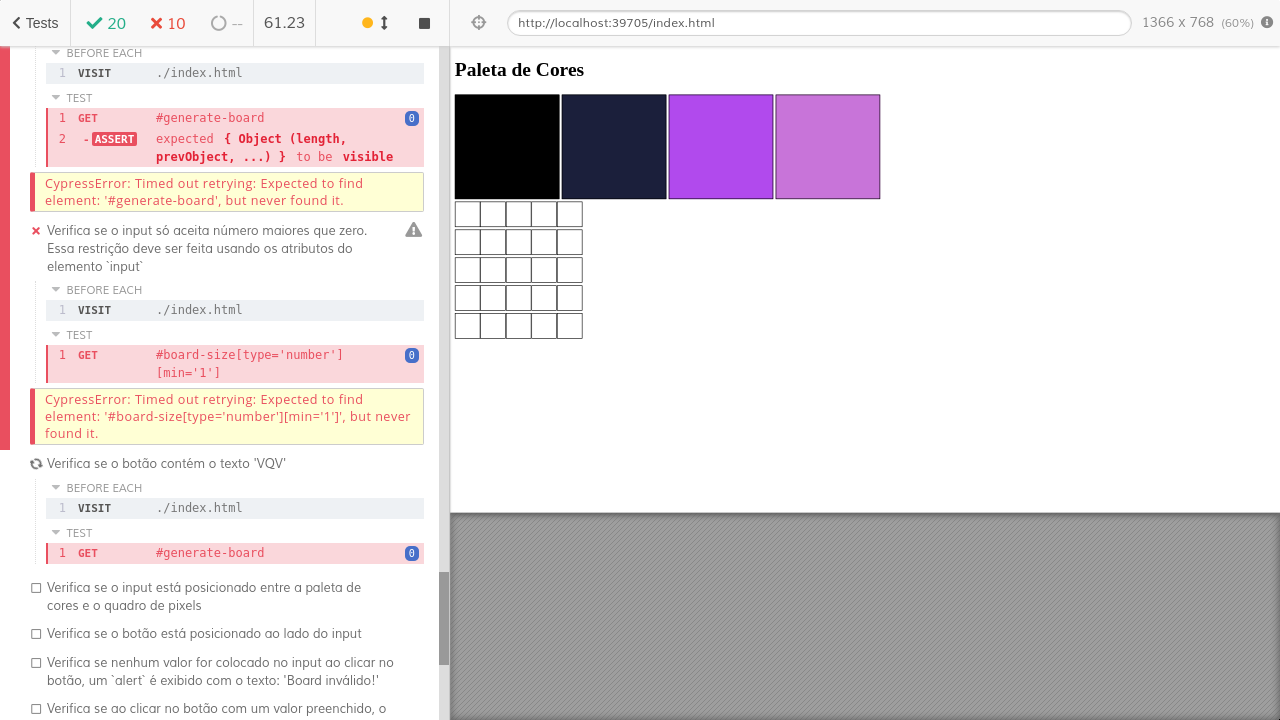 Tests 20 10 -- 61.23 http://localhost:39705/index.html 1366 x 768 (60%)
BEFORE EACH
1 VISIT ./index.html
TEST
1 GET #generate-board 0
2 -ASSERT expected { Object (length,
prevObject, ...) } to be visible
CypressError: Timed out retrying: Expected to find
element: '#generate-board', but never found it.
Verifica se o input só aceita número maiores que zero.
Essa restrição deve ser feita usando os atributos do
elemento `input`
BEFORE EACH
1 VISIT ./index.html
TEST
1 GET #board-size[type='number'] 0
[min='1']
CypressError: Timed out retrying: Expected to find
element: '#board-size[type='number'][min='1']', but never
found it.
Verifica se o botão contém o texto 'VQV'
BEFORE EACH
1 VISIT ./index.html
TEST
1 GET #generate-board 0
Verifica se o input está posicionado entre a paleta de
cores e o quadro de pixels
Verifica se o botão está posicionado ao lado do input
Verifica se nenhum valor for colocado no input ao clicar no
botão, um `alert` é exibido com o texto: 'Board inválido!'
Verifica se ao clicar no botão com um valor preenchido, o
Paleta de Cores